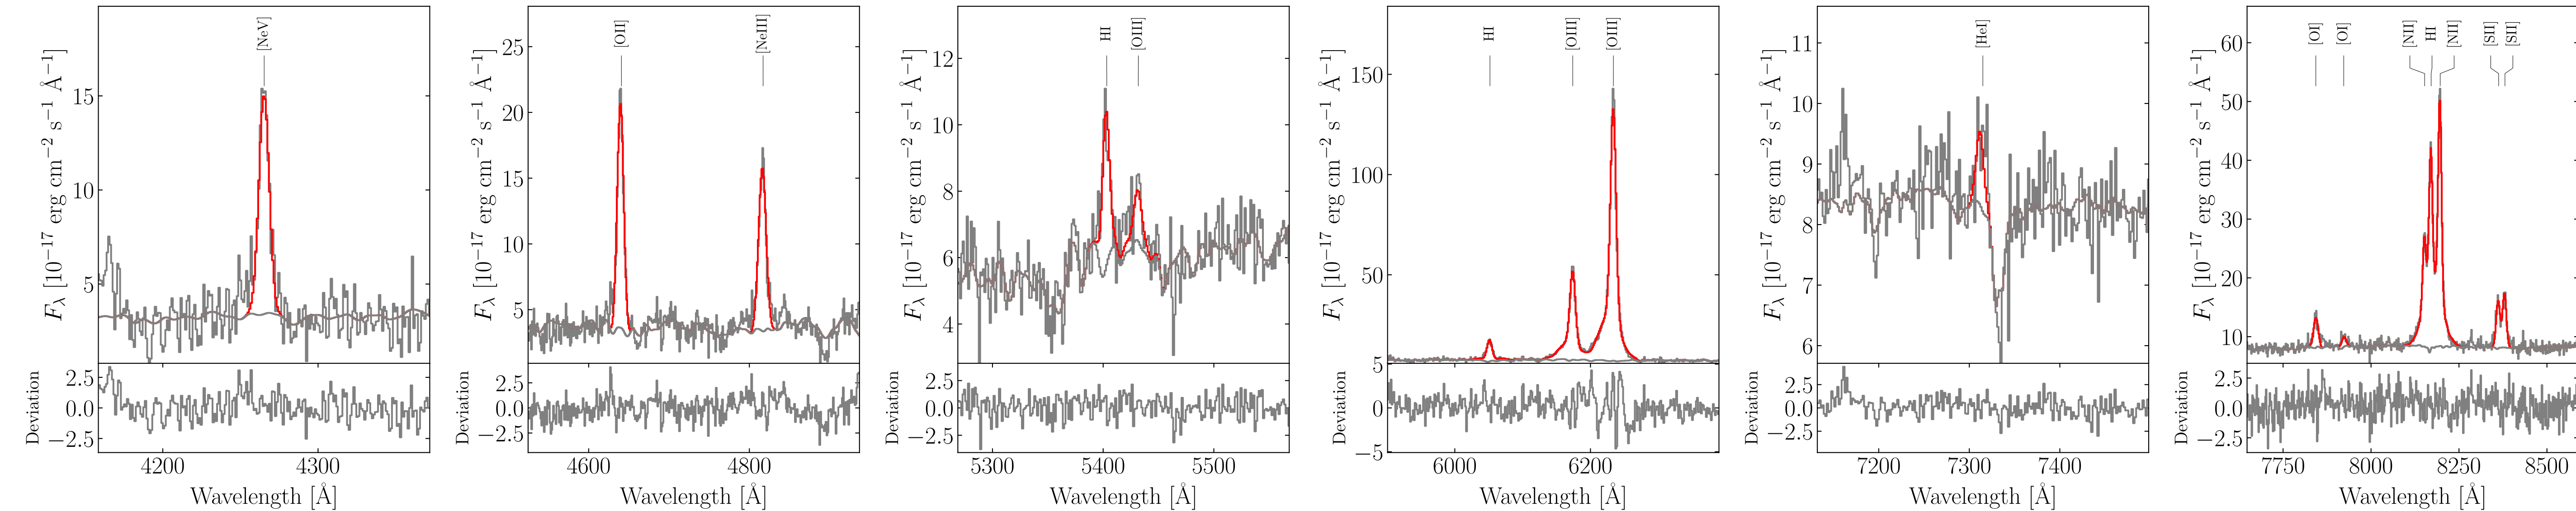 [NeV]
15
10
5
F_λ [10⁻¹⁷ erg cm⁻² s⁻¹ Å⁻¹]
2.5
0.0
−2.5
Deviation
4200 4300
Wavelength [Å]
[OII] [NeIII]
25
20
15
10
5
F_λ [10⁻¹⁷ erg cm⁻² s⁻¹ Å⁻¹]
2.5
0.0
−2.5
Deviation
4600 4800
Wavelength [Å]
HI [OIII]
12
10
8
6
4
F_λ [10⁻¹⁷ erg cm⁻² s⁻¹ Å⁻¹]
2.5
0.0
−2.5
Deviation
5300 5400 5500
Wavelength [Å]
HI [OIII] [OIII]
150
100
50
F_λ [10⁻¹⁷ erg cm⁻² s⁻¹ Å⁻¹]
5
0
−5
Deviation
6000 6200
Wavelength [Å]
[HeI]
11
10
9
8
7
6
F_λ [10⁻¹⁷ erg cm⁻² s⁻¹ Å⁻¹]
2.5
0.0
−2.5
Deviation
7200 7300 7400
Wavelength [Å]
[OI] [OI] [NII] HI [NII] [SII] [SII]
60
50
40
30
20
10
F_λ [10⁻¹⁷ erg cm⁻² s⁻¹ Å⁻¹]
2.5
0.0
−2.5
Deviation
7750 8000 8250 8500
Wavelength [Å]